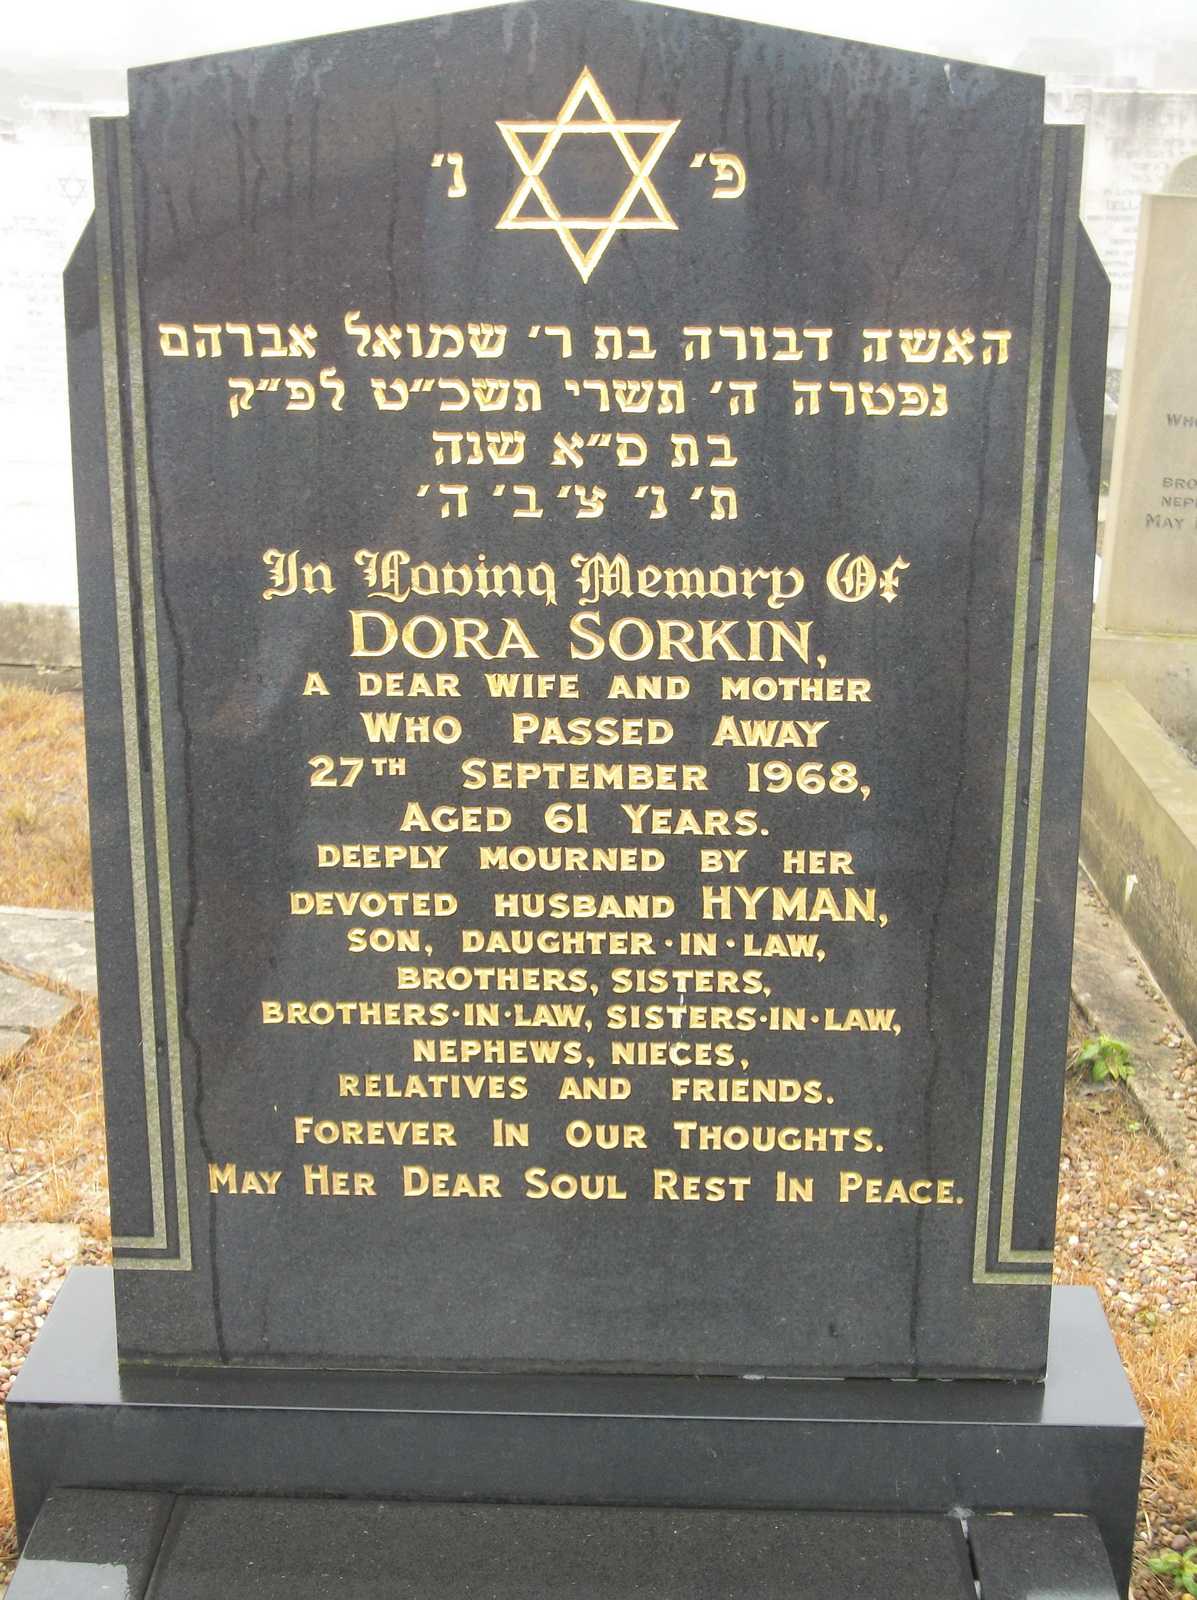 פ׳ נ׳
האשה דבורה בת ר׳ שמואל אברהם
נפטרה ה׳ תשרי תשכ״ט לפ״ק
בת ס״א שנה
ת׳ נ׳ צ׳ ב׳ ה׳
In Loving Memory Of
DORA SORKIN,
A DEAR WIFE AND MOTHER
WHO PASSED AWAY
27TH SEPTEMBER 1968,
AGED 61 YEARS.
DEEPLY MOURNED BY HER
DEVOTED HUSBAND HYMAN,
SON, DAUGHTER·IN·LAW,
BROTHERS, SISTERS,
BROTHERS·IN·LAW, SISTERS·IN·LAW,
NEPHEWS, NIECES,
RELATIVES AND FRIENDS.
FOREVER IN OUR THOUGHTS.
MAY HER DEAR SOUL REST IN PEACE.
MAY